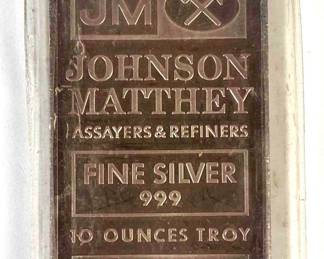 JM
JOHNSON
MATTHEY
ASSAYERS & REFINERS
FINE SILVER
999
10 OUNCES TROY